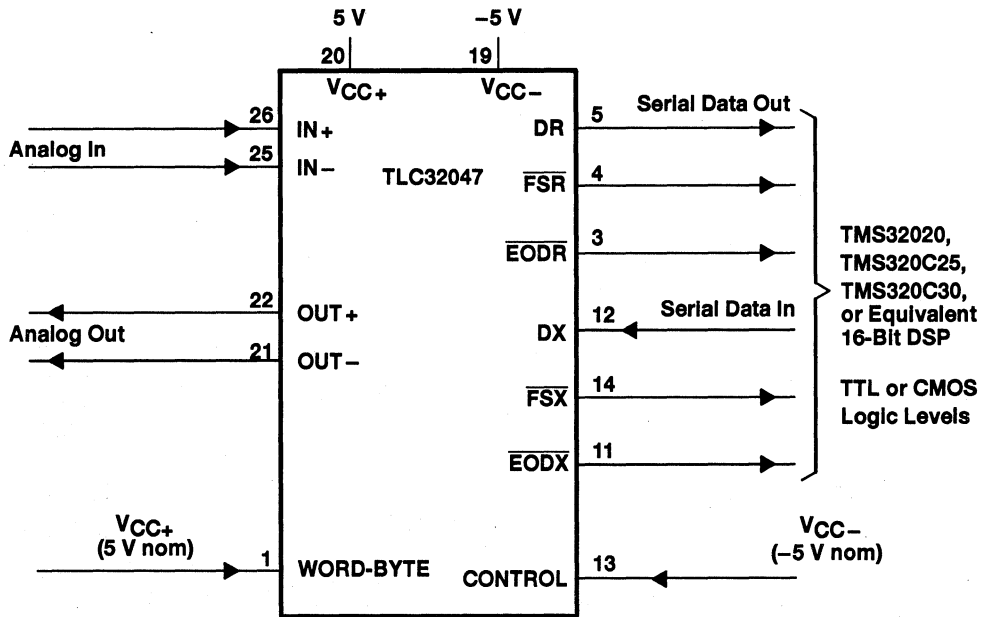 5 V
–5 V
20
19
VCC+
VCC–
26
IN+
Analog In
25
IN–
TLC32047
DR
5
Serial Data Out
FSR
4
EODR
3
22
OUT+
Analog Out
21
OUT–
DX
12
Serial Data In
FSX
14
EODX
11
TMS32020,
TMS320C25,
TMS320C30,
or Equivalent
16-Bit DSP
TTL or CMOS
Logic Levels
VCC+
(5 V nom)
1
WORD-BYTE
CONTROL
13
VCC–
(–5 V nom)